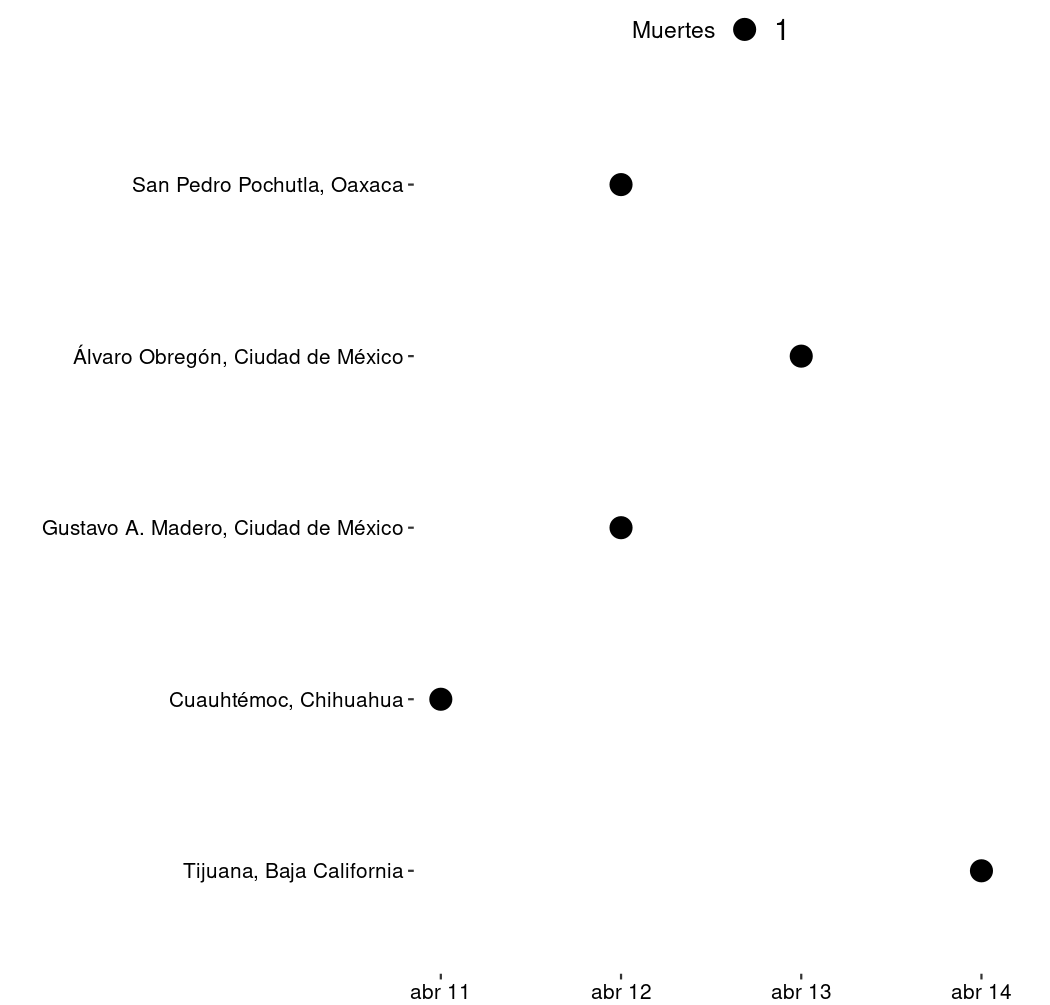 Muertes 1
San Pedro Pochutla, Oaxaca
Álvaro Obregón, Ciudad de México
Gustavo A. Madero, Ciudad de México
Cuauhtémoc, Chihuahua
Tijuana, Baja California
abr 11 abr 12 abr 13 abr 14